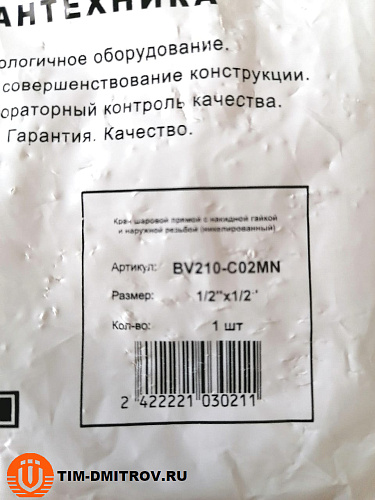 АНТЕХНИКА
ологичное оборудование.
совершенствование конструкции.
ораторный контроль качества.
Гарантия. Качество.
Кран шаровой прямой с накидной гайкой
и наружной резьбой (никелированный)
Артикул: BV210-C02MN
Размер: 1/2"x1/2"
Кол-во: 1 шт
2 422221 030211
TIM-DMITROV.RU